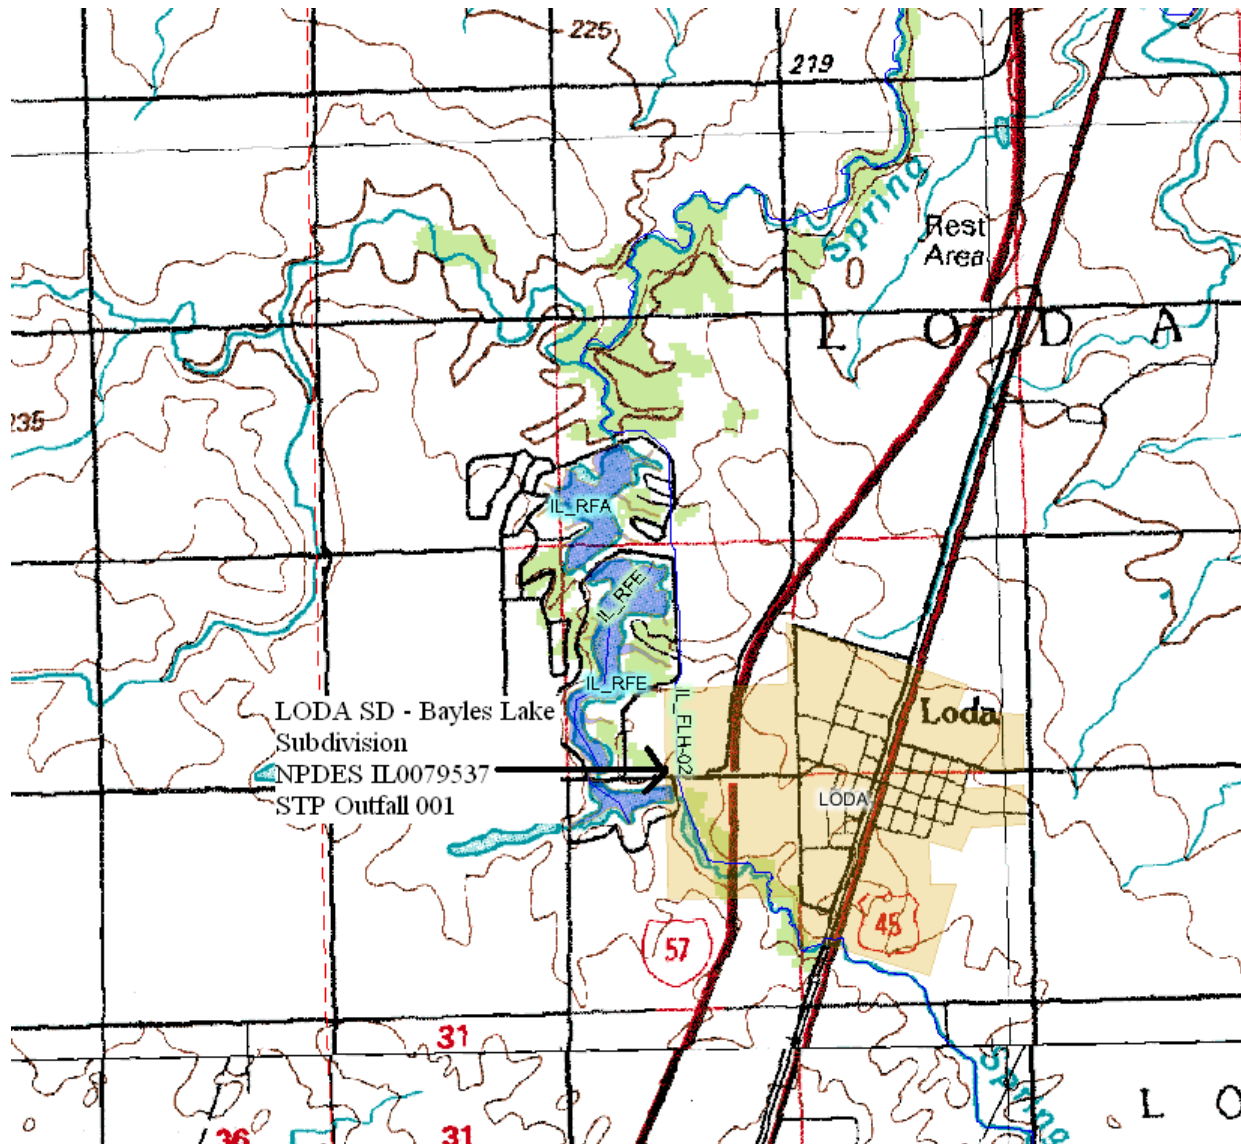 225
219
Spring
Rest
Area
L O D A
235
IL_RFA
IL_RFE
IL_RFE
IL_FLH-02
LODA SD - Bayles Lake
Subdivision
NPDES IL0079537
STP Outfall 001
Loda
LODA
45
57
31
Spring
L O
36
31